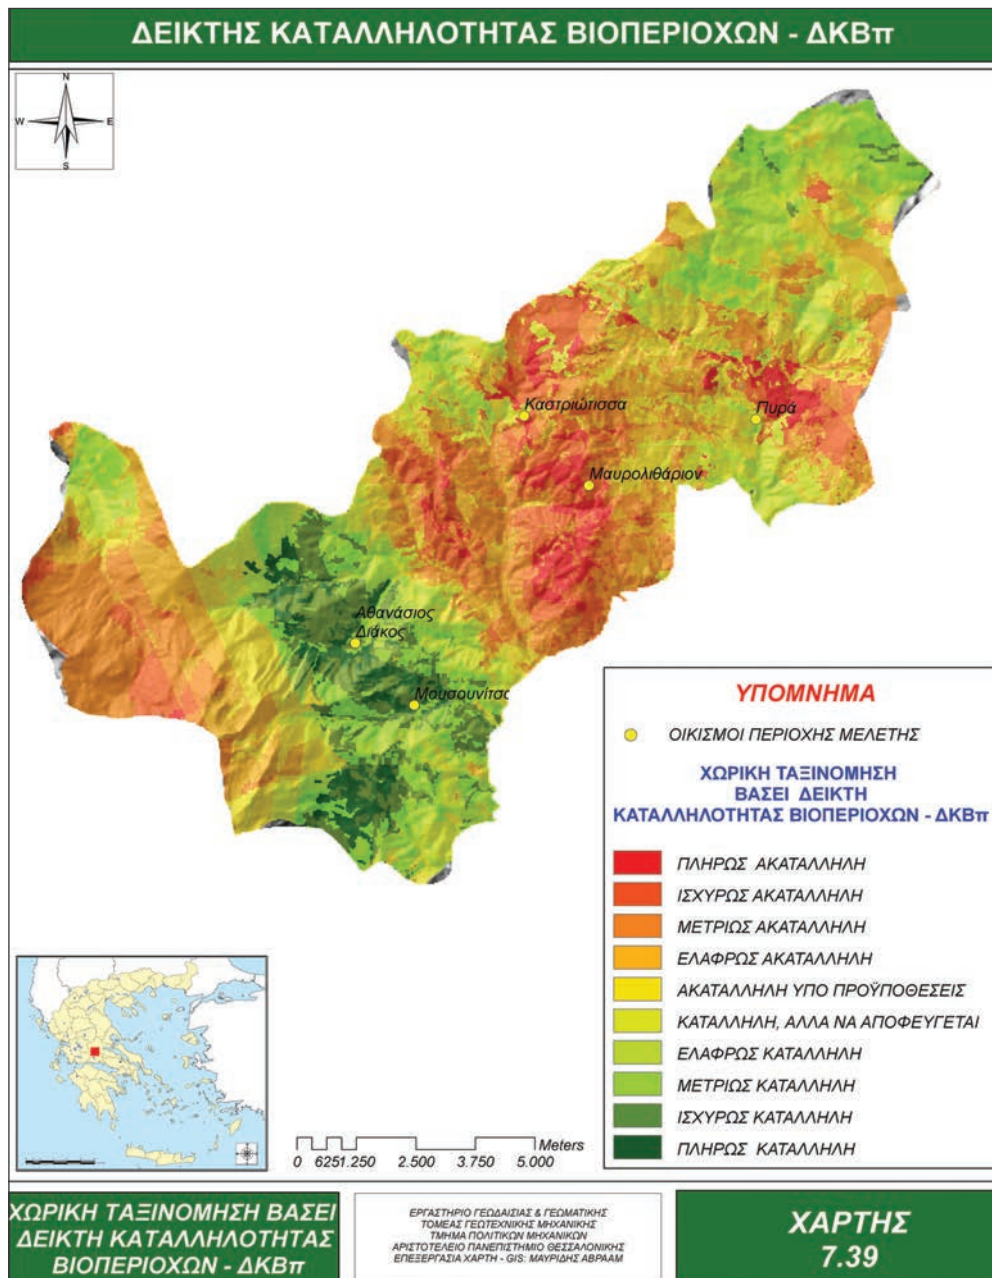 ΔΕΙΚΤΗΣ ΚΑΤΑΛΛΗΛΟΤΗΤΑΣ ΒΙΟΠΕΡΙΟΧΩΝ - ΔΚΒπ
N
W E
S
Καστριώτισσα
Πυρά
Μαυρολιθάριον
Αθανάσιος
Διάκος
Μουσουνίτσα
ΥΠΟΜΝΗΜΑ
ΟΙΚΙΣΜΟΙ ΠΕΡΙΟΧΗΣ ΜΕΛΕΤΗΣ
ΧΩΡΙΚΗ ΤΑΞΙΝΟΜΗΣΗ
ΒΑΣΕΙ ΔΕΙΚΤΗ
ΚΑΤΑΛΛΗΛΟΤΗΤΑΣ ΒΙΟΠΕΡΙΟΧΩΝ - ΔΚΒπ
ΠΛΗΡΩΣ ΑΚΑΤΑΛΛΗΛΗ
ΙΣΧΥΡΩΣ ΑΚΑΤΑΛΛΗΛΗ
ΜΕΤΡΙΩΣ ΑΚΑΤΑΛΛΗΛΗ
ΕΛΑΦΡΩΣ ΑΚΑΤΑΛΛΗΛΗ
ΑΚΑΤΑΛΛΗΛΗ ΥΠΟ ΠΡΟΫΠΟΘΕΣΕΙΣ
ΚΑΤΑΛΛΗΛΗ, ΑΛΛΑ ΝΑ ΑΠΟΦΕΥΓΕΤΑΙ
ΕΛΑΦΡΩΣ ΚΑΤΑΛΛΗΛΗ
ΜΕΤΡΙΩΣ ΚΑΤΑΛΛΗΛΗ
ΙΣΧΥΡΩΣ ΚΑΤΑΛΛΗΛΗ
ΠΛΗΡΩΣ ΚΑΤΑΛΛΗΛΗ
Meters
0 6251.250 2.500 3.750 5.000
ΧΩΡΙΚΗ ΤΑΞΙΝΟΜΗΣΗ ΒΑΣΕΙ
ΔΕΙΚΤΗ ΚΑΤΑΛΛΗΛΟΤΗΤΑΣ
ΒΙΟΠΕΡΙΟΧΩΝ - ΔΚΒπ
ΕΡΓΑΣΤΗΡΙΟ ΓΕΩΔΑΙΣΙΑΣ & ΓΕΩΜΑΤΙΚΗΣ
ΤΟΜΕΑΣ ΓΕΩΤΕΧΝΙΚΗΣ ΜΗΧΑΝΙΚΗΣ
ΤΜΗΜΑ ΠΟΛΙΤΙΚΩΝ ΜΗΧΑΝΙΚΩΝ
ΑΡΙΣΤΟΤΕΛΕΙΟ ΠΑΝΕΠΙΣΤΗΜΙΟ ΘΕΣΣΑΛΟΝΙΚΗΣ
ΕΠΕΞΕΡΓΑΣΙΑ ΧΑΡΤΗ - GIS: ΜΑΥΡΙΔΗΣ ΑΒΡΑΑΜ
ΧΑΡΤΗΣ
7.39